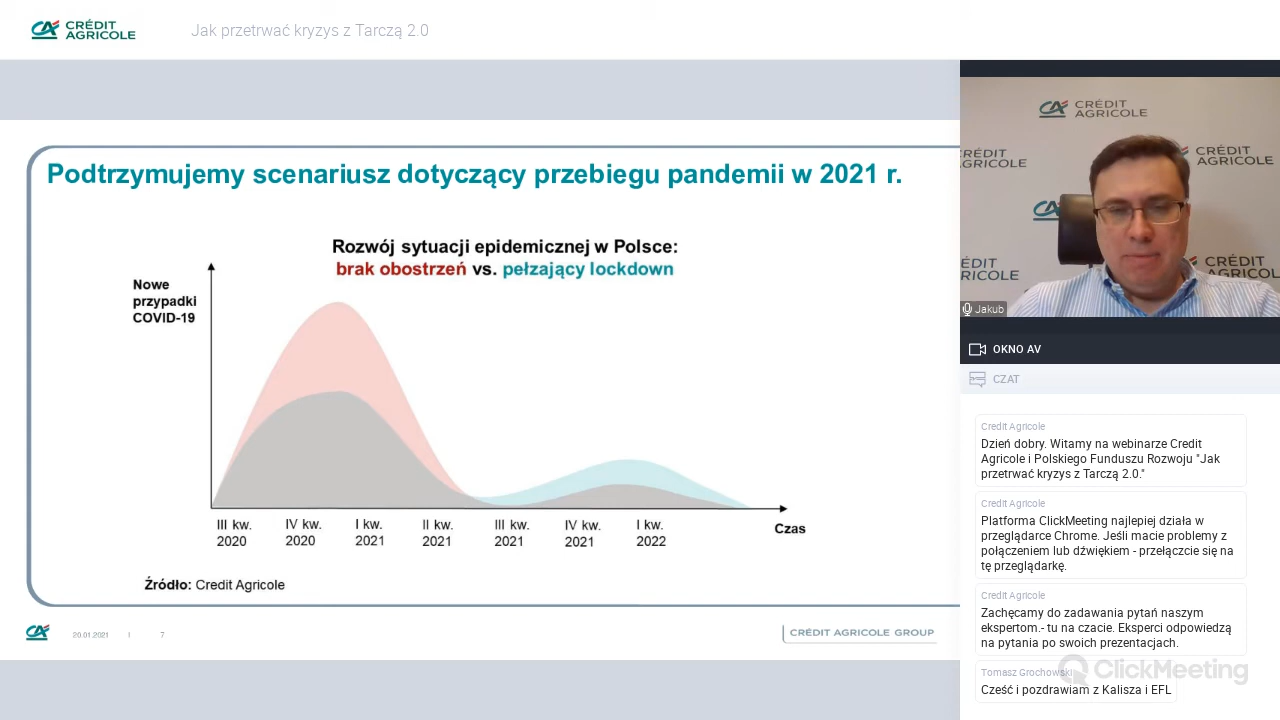 CRÉDIT
AGRICOLE
Jak przetrwać kryzys z Tarczą 2.0
Podtrzymujemy scenariusz dotyczący przebiegu pandemii w 2021 r.
Rozwój sytuacji epidemicznej w Polsce:
brak obostrzeń vs. pełzający lockdown
Nowe
przypadki
COVID-19
III kw.
2020
IV kw.
2020
I kw.
2021
II kw.
2021
III kw.
2021
IV kw.
2021
I kw.
2022
Czas
Źródło: Credit Agricole
20.01.2021 | 7
CRÉDIT AGRICOLE GROUP
CRÉDIT
AGRICOLE
CRÉDIT
AGRICOLE
CRÉDIT
AGRICOLE
CRÉDIT
AGRICOLE
Jakub
OKNO AV
CZAT
Credit Agricole
Dzień dobry. Witamy na webinarze Credit
Agricole i Polskiego Funduszu Rozwoju "Jak
przetrwać kryzys z Tarczą 2.0."
Credit Agricole
Platforma ClickMeeting najlepiej działa w
przeglądarce Chrome. Jeśli macie problemy z
połączeniem lub dźwiękiem - przełączcie się na
tę przeglądarkę.
Credit Agricole
Zachęcamy do zadawania pytań naszym
ekspertom.- tu na czacie. Eksperci odpowiedzą
na pytania po swoich prezentacjach.
Tomasz Grochowski
Cześć i pozdrawiam z Kalisza i EFL
ClickMeeting